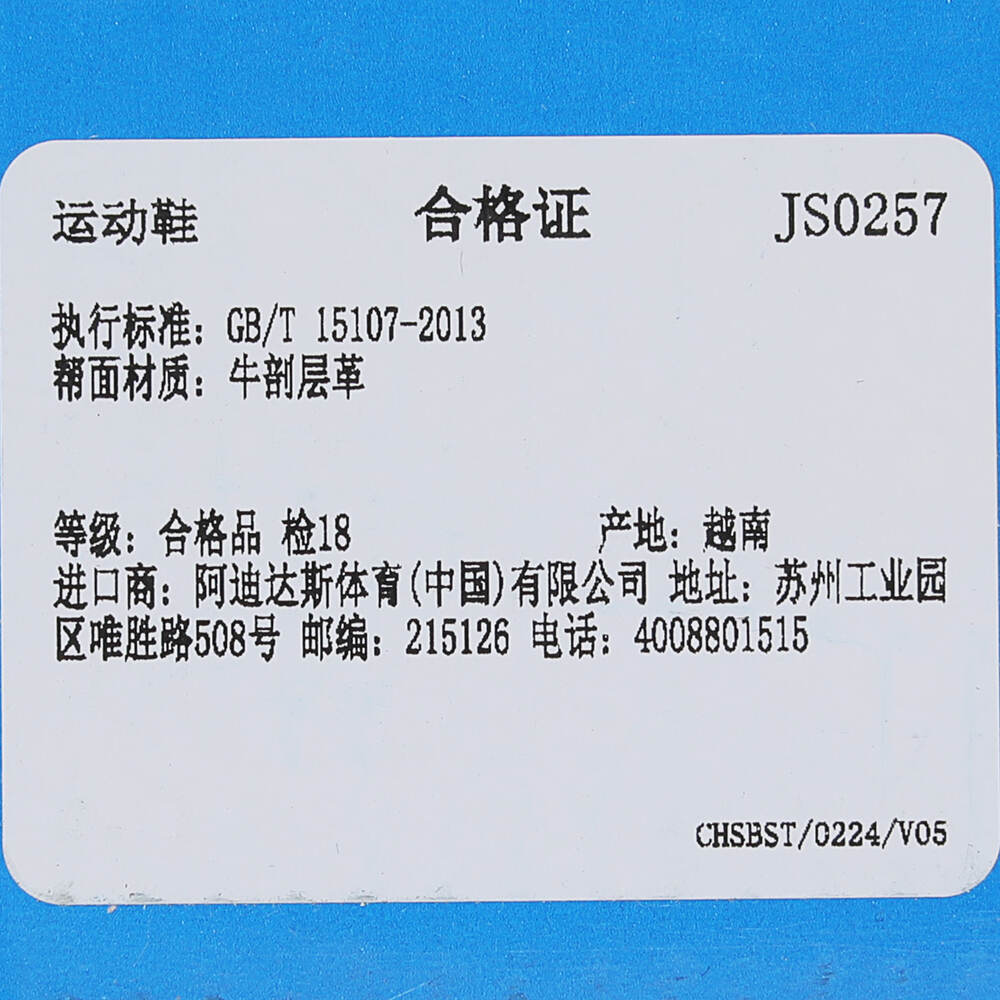 运动鞋 合格证 JS0257
执行标准: GB/T 15107-2013
帮面材质: 牛剖层革
等级: 合格品 检18 产地: 越南
进口商: 阿迪达斯体育(中国)有限公司 地址: 苏州工业园
区唯胜路508号 邮编: 215126 电话: 4008801515
CHSBST/0224/V05